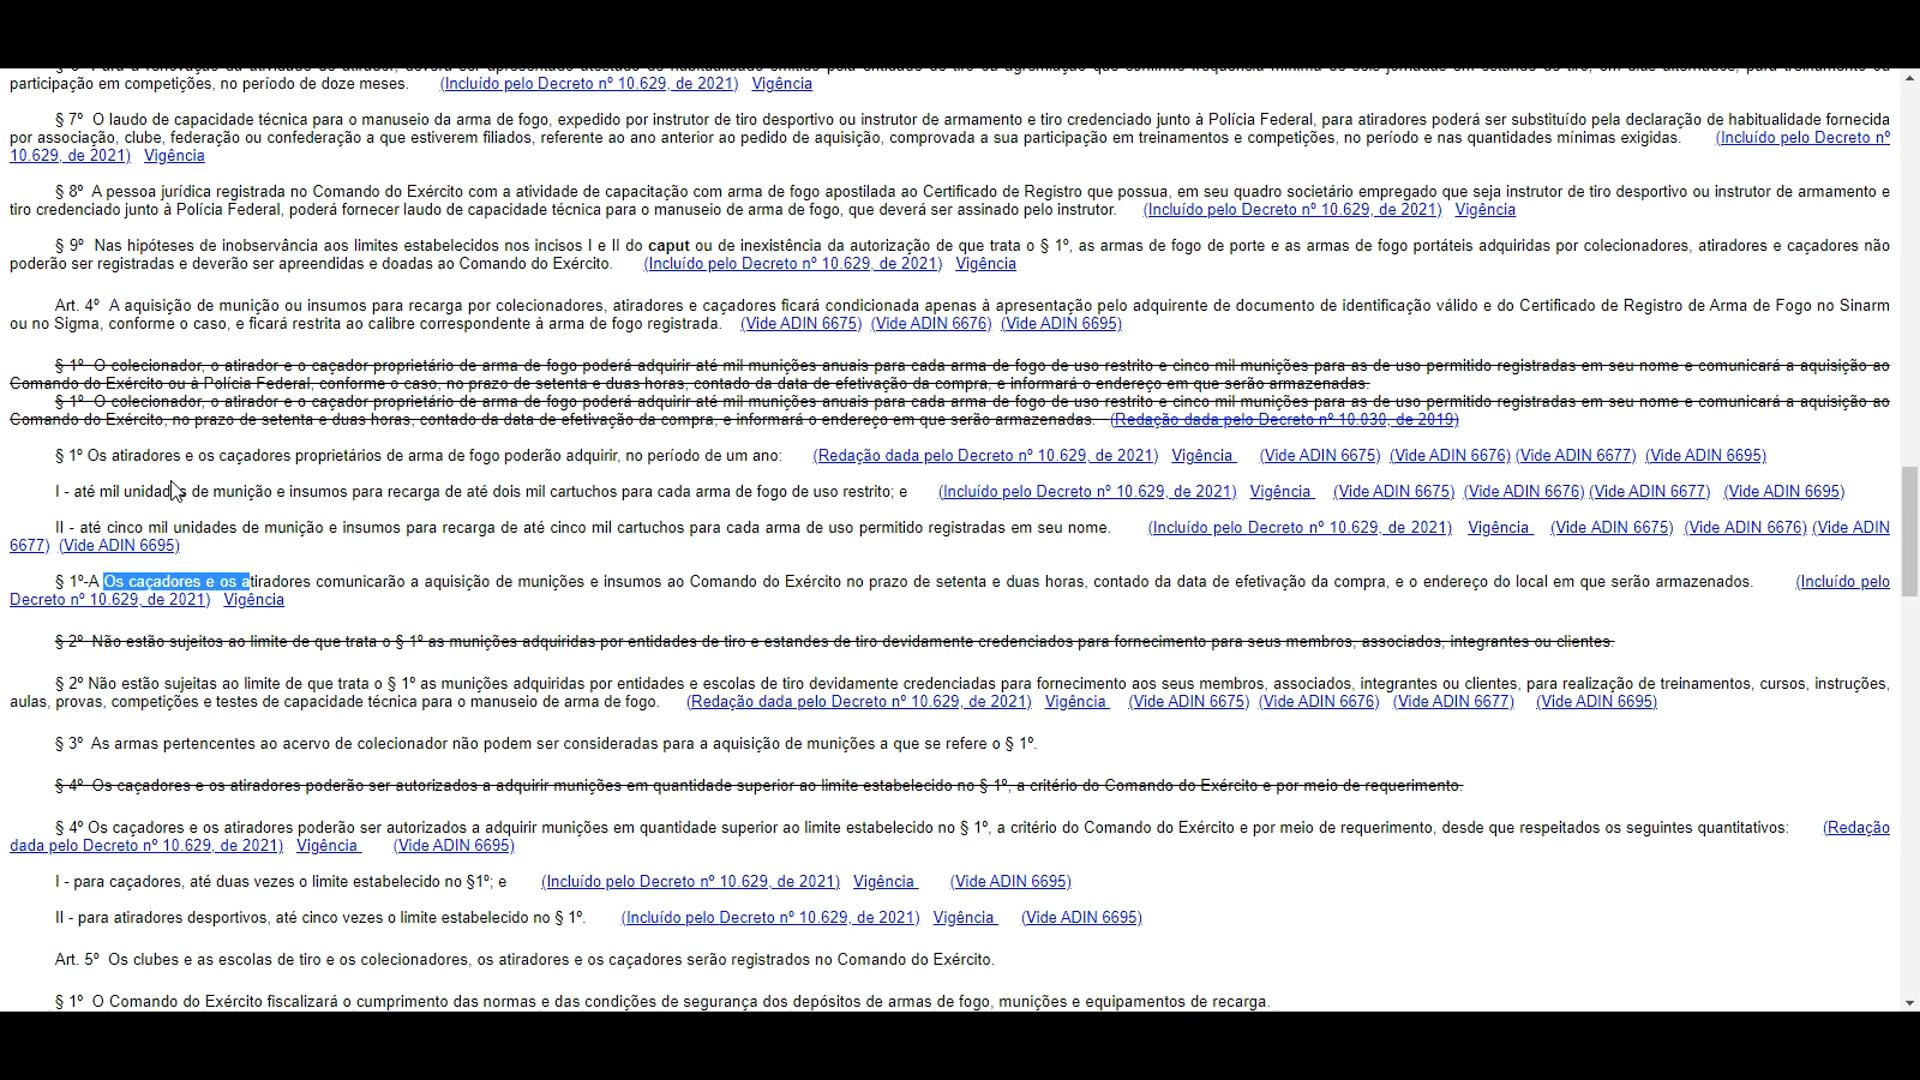 § 6º Para a renovação da atividade de atirador, deverá ser apresentado atestado de habitualidade emitido pela entidade de tiro ou agremiação que confirme frequência mínima de seis jornadas em estande de tiro, em dias alternados, para treinamento ou
participação em competições, no período de doze meses. (Incluído pelo Decreto nº 10.629, de 2021) Vigência
§ 7º O laudo de capacidade técnica para o manuseio da arma de fogo, expedido por instrutor de tiro desportivo ou instrutor de armamento e tiro credenciado junto à Polícia Federal, para atiradores poderá ser substituído pela declaração de habitualidade fornecida
por associação, clube, federação ou confederação a que estiverem filiados, referente ao ano anterior ao pedido de aquisição, comprovada a sua participação em treinamentos e competições, no período e nas quantidades mínimas exigidas. (Incluído pelo Decreto nº
10.629, de 2021) Vigência
§ 8º A pessoa jurídica registrada no Comando do Exército com a atividade de capacitação com arma de fogo apostilada ao Certificado de Registro que possua, em seu quadro societário empregado que seja instrutor de tiro desportivo ou instrutor de armamento e
tiro credenciado junto à Polícia Federal, poderá fornecer laudo de capacidade técnica para o manuseio de arma de fogo, que deverá ser assinado pelo instrutor. (Incluído pelo Decreto nº 10.629, de 2021) Vigência
§ 9º Nas hipóteses de inobservância aos limites estabelecidos nos incisos I e II do caput ou de inexistência da autorização de que trata o § 1º, as armas de fogo de porte e as armas de fogo portáteis adquiridas por colecionadores, atiradores e caçadores não
poderão ser registradas e deverão ser apreendidas e doadas ao Comando do Exército. (Incluído pelo Decreto nº 10.629, de 2021) Vigência
Art. 4º A aquisição de munição ou insumos para recarga por colecionadores, atiradores e caçadores ficará condicionada apenas à apresentação pelo adquirente de documento de identificação válido e do Certificado de Registro de Arma de Fogo no Sinarm
ou no Sigma, conforme o caso, e ficará restrita ao calibre correspondente à arma de fogo registrada. (Vide ADIN 6675) (Vide ADIN 6676) (Vide ADIN 6695)
§ 1º O colecionador, o atirador e o caçador proprietário de arma de fogo poderá adquirir até mil munições anuais para cada arma de fogo de uso restrito e cinco mil munições para as de uso permitido registradas em seu nome e comunicará a aquisição ao
Comando do Exército ou à Polícia Federal, conforme o caso, no prazo de setenta e duas horas, contado da data de efetivação da compra, e informará o endereço em que serão armazenadas.
§ 1º O colecionador, o atirador e o caçador proprietário de arma de fogo poderá adquirir até mil munições anuais para cada arma de fogo de uso restrito e cinco mil munições para as de uso permitido registradas em seu nome e comunicará a aquisição ao
Comando do Exército, no prazo de setenta e duas horas, contado da data de efetivação da compra, e informará o endereço em que serão armazenadas. (Redação dada pelo Decreto nº 10.030, de 2019)
§ 1º Os atiradores e os caçadores proprietários de arma de fogo poderão adquirir, no período de um ano: (Redação dada pelo Decreto nº 10.629, de 2021) Vigência (Vide ADIN 6675) (Vide ADIN 6676) (Vide ADIN 6677) (Vide ADIN 6695)
I - até mil unidades de munição e insumos para recarga de até dois mil cartuchos para cada arma de fogo de uso restrito; e (Incluído pelo Decreto nº 10.629, de 2021) Vigência (Vide ADIN 6675) (Vide ADIN 6676) (Vide ADIN 6677) (Vide ADIN 6695)
II - até cinco mil unidades de munição e insumos para recarga de até cinco mil cartuchos para cada arma de uso permitido registradas em seu nome. (Incluído pelo Decreto nº 10.629, de 2021) Vigência (Vide ADIN 6675) (Vide ADIN 6676) (Vide ADIN
6677) (Vide ADIN 6695)
§ 1º-A Os caçadores e os atiradores comunicarão a aquisição de munições e insumos ao Comando do Exército no prazo de setenta e duas horas, contado da data de efetivação da compra, e o endereço do local em que serão armazenados. (Incluído pelo
Decreto nº 10.629, de 2021) Vigência
§ 2º Não estão sujeitos ao limite de que trata o § 1º as munições adquiridas por entidades de tiro e estandes de tiro devidamente credenciados para fornecimento para seus membros, associados, integrantes ou clientes.
§ 2º Não estão sujeitas ao limite de que trata o § 1º as munições adquiridas por entidades e escolas de tiro devidamente credenciadas para fornecimento aos seus membros, associados, integrantes ou clientes, para realização de treinamentos, cursos, instruções,
aulas, provas, competições e testes de capacidade técnica para o manuseio de arma de fogo. (Redação dada pelo Decreto nº 10.629, de 2021) Vigência (Vide ADIN 6675) (Vide ADIN 6676) (Vide ADIN 6677) (Vide ADIN 6695)
§ 3º As armas pertencentes ao acervo de colecionador não podem ser consideradas para a aquisição de munições a que se refere o § 1º.
§ 4º Os caçadores e os atiradores poderão ser autorizados a adquirir munições em quantidade superior ao limite estabelecido no § 1º, a critério do Comando do Exército e por meio de requerimento.
§ 4º Os caçadores e os atiradores poderão ser autorizados a adquirir munições em quantidade superior ao limite estabelecido no § 1º, a critério do Comando do Exército e por meio de requerimento, desde que respeitados os seguintes quantitativos: (Redação
dada pelo Decreto nº 10.629, de 2021) Vigência (Vide ADIN 6695)
I - para caçadores, até duas vezes o limite estabelecido no §1º; e (Incluído pelo Decreto nº 10.629, de 2021) Vigência (Vide ADIN 6695)
II - para atiradores desportivos, até cinco vezes o limite estabelecido no § 1º. (Incluído pelo Decreto nº 10.629, de 2021) Vigência (Vide ADIN 6695)
Art. 5º Os clubes e as escolas de tiro e os colecionadores, os atiradores e os caçadores serão registrados no Comando do Exército.
§ 1º O Comando do Exército fiscalizará o cumprimento das normas e das condições de segurança dos depósitos de armas de fogo, munições e equipamentos de recarga.